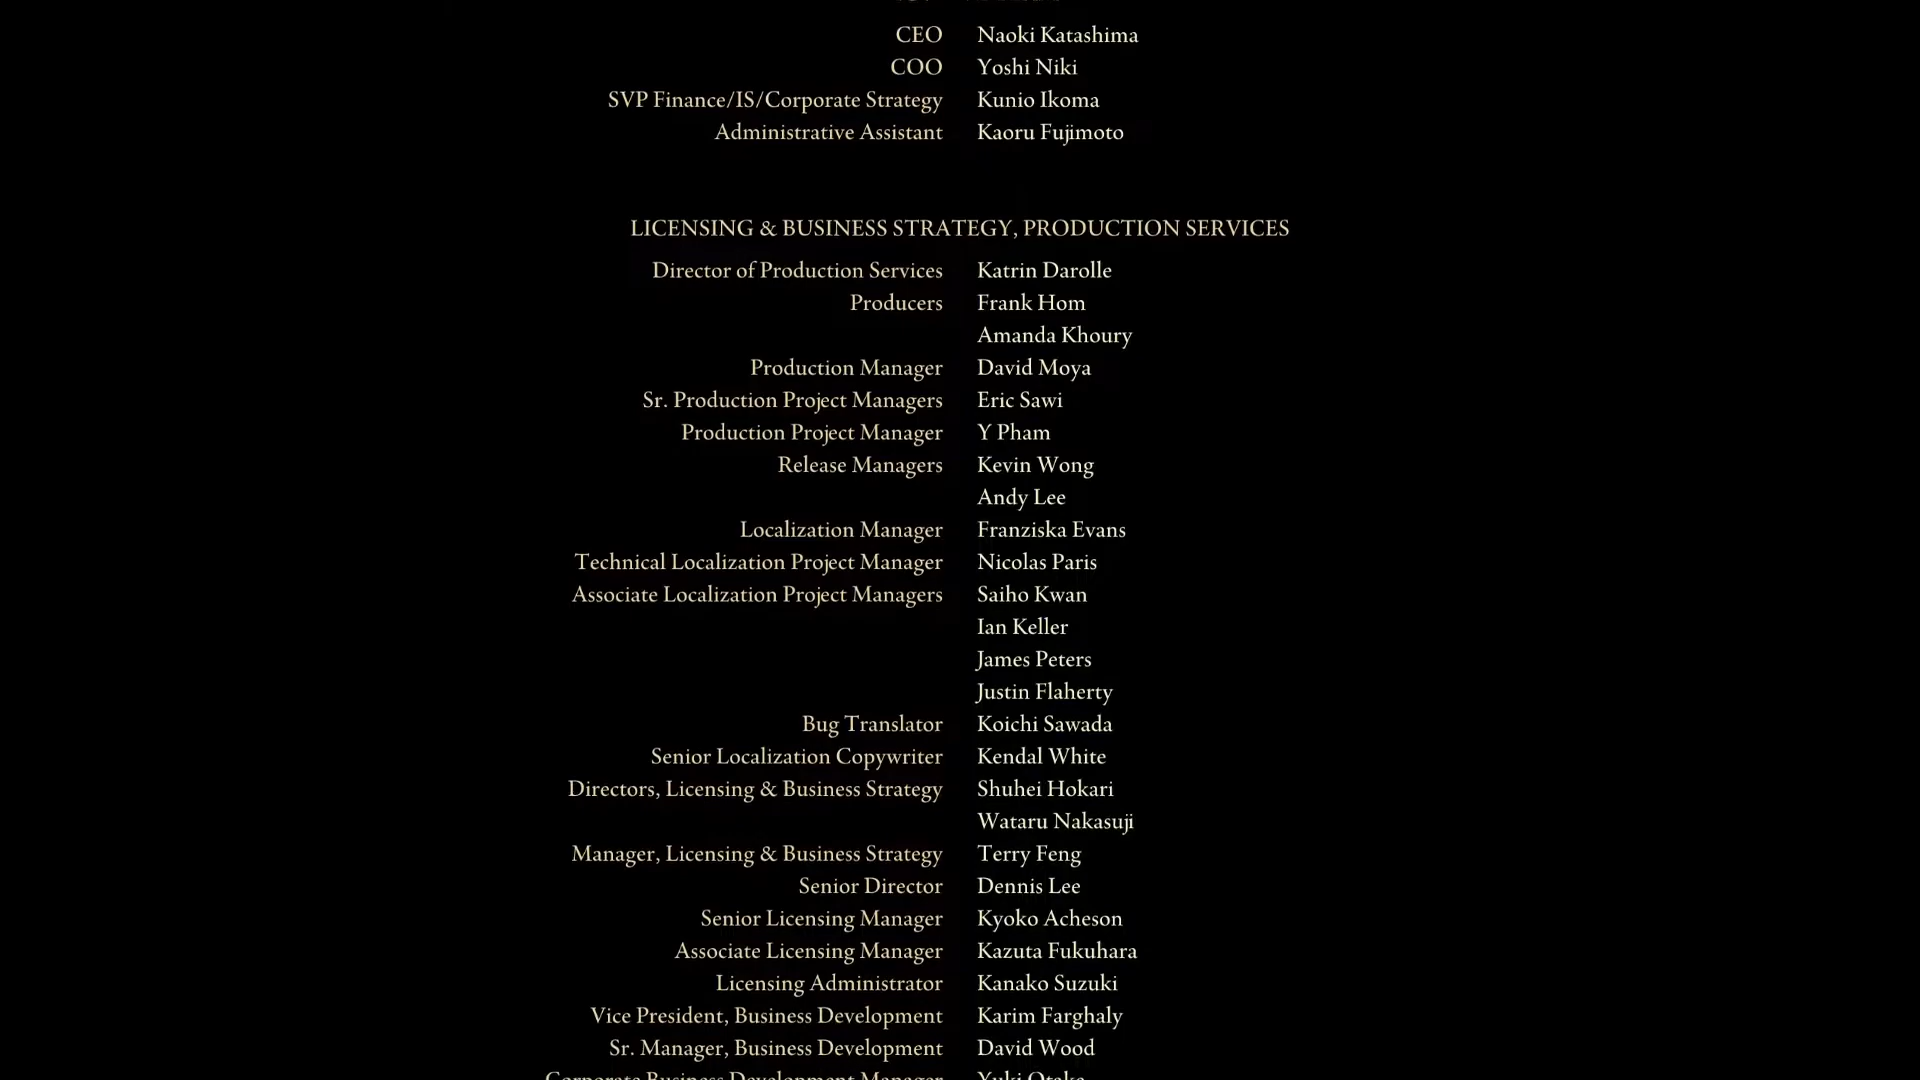 CEO Naoki Katashima
COO Yoshi Niki
SVP Finance/IS/Corporate Strategy Kunio Ikoma
Administrative Assistant Kaoru Fujimoto
LICENSING & BUSINESS STRATEGY, PRODUCTION SERVICES
Director of Production Services Katrin Darolle
Producers Frank Hom
Amanda Khoury
Production Manager David Moya
Sr. Production Project Managers Eric Sawi
Production Project Manager Y Pham
Release Managers Kevin Wong
Andy Lee
Localization Manager Franziska Evans
Technical Localization Project Manager Nicolas Paris
Associate Localization Project Managers Saiho Kwan
Ian Keller
James Peters
Justin Flaherty
Bug Translator Koichi Sawada
Senior Localization Copywriter Kendal White
Directors, Licensing & Business Strategy Shuhei Hokari
Wataru Nakasuji
Manager, Licensing & Business Strategy Terry Feng
Senior Director Dennis Lee
Senior Licensing Manager Kyoko Acheson
Associate Licensing Manager Kazuta Fukuhara
Licensing Administrator Kanako Suzuki
Vice President, Business Development Karim Farghaly
Sr. Manager, Business Development David Wood
Corporate Business Development Manager Yuki Otake